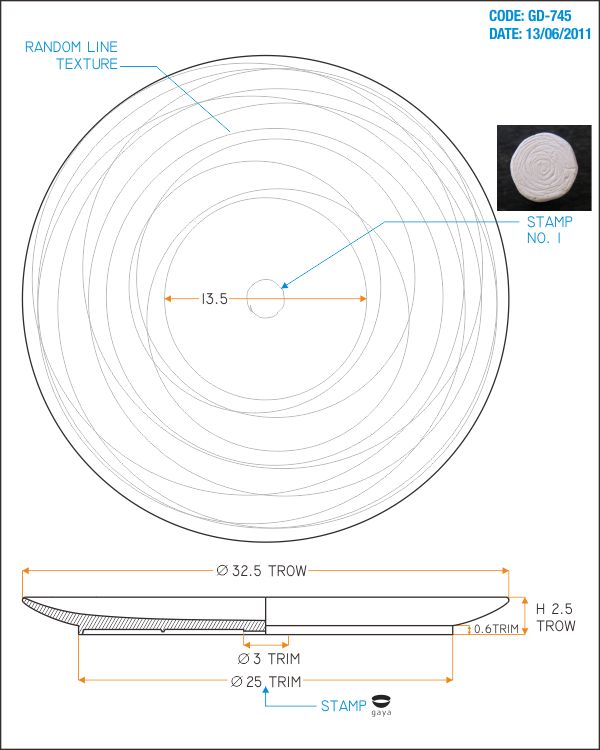 CODE: GD-745
DATE: 13/06/2011
RANDOM LINE
TEXTURE
STAMP
NO. 1
13.5
Ø 32.5 TROW
H 2.5
TROW
0.6TRIM
Ø 3 TRIM
Ø 25 TRIM
STAMP
gaya